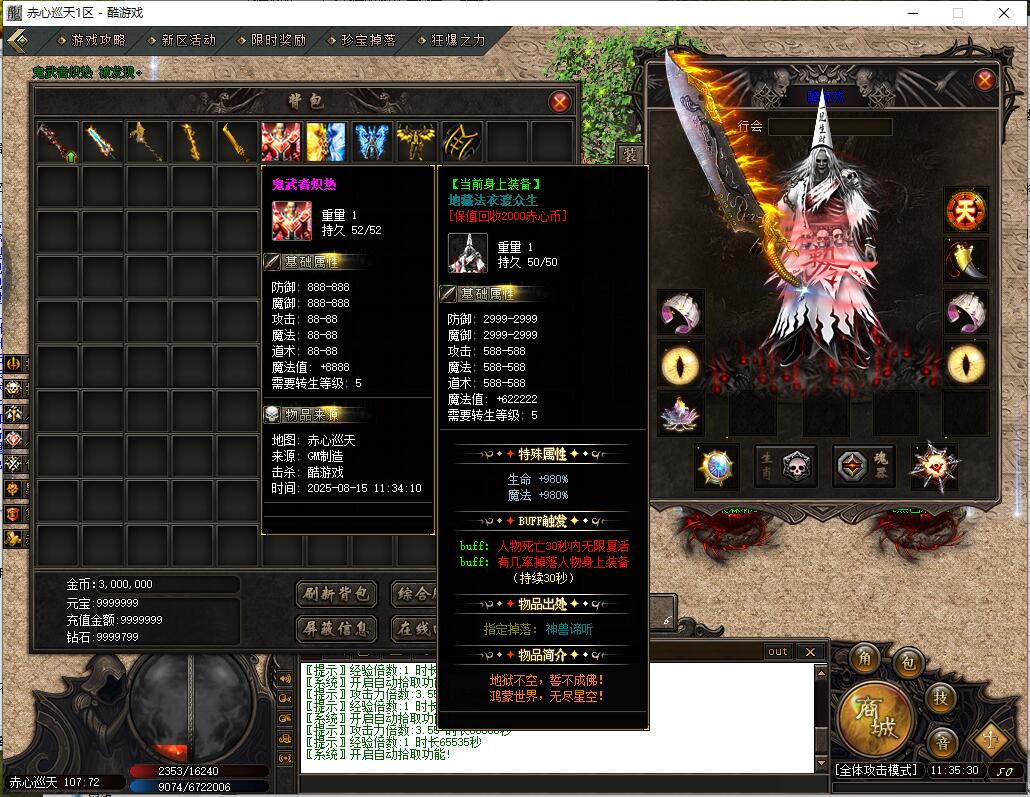 赤心巡天1区 - 酷游戏
游戏攻略
新区活动
限时奖励
珍宝掉落
狂爆之力
鬼武者炽热 被发现。
背包
装
鬼武者炽热
重量 1
持久 52/52
基础属性
防御: 888-888
魔御: 888-888
攻击: 88-88
魔法: 88-88
道术: 88-88
魔法值: +8888
需要转生等级: 5
物品来源
地图: 赤心巡天
来源: GM制造
击杀: 酷游戏
时间: 2025-08-15 11:34:10
【当前身上装备】
地藏法衣渡众生
[保值回收2000赤心币]
重量 1
持久 50/50
基础属性
防御: 2999-2999
魔御: 2999-2999
攻击: 588-588
魔法: 588-588
道术: 588-588
魔法值: +622222
需要转生等级: 5
特殊属性
生命 +980%
魔法 +980%
BUFF触发
buff: 人物死亡30秒内无限复活
buff: 有几率掉落人物身上装备
(持续30秒)
物品出处
指定掉落: 神兽谛听
物品简介
地狱不空，誓不成佛!
鸿蒙世界，无尽星空!
酷游戏
行会
一见生财
天
生肖
金币:3,000,000
元宝:9999999
充值金额:9999999
钻石:9999799
刷新背包
屏蔽信息
out
〖提示〗经验倍数:1 时长
〖系统〗开启自动拾取功
〖提示〗攻击力倍数:3.55
〖提示〗经验倍数:1 时长
〖系统〗开启自动拾取功
〖提示〗攻击力倍数:3.55
〖提示〗经验倍数:1 时长65535秒
〖系统〗开启自动拾取功能!
角
包
技
商城
音
赤心巡天 107:72
2353/16240
9074/6722006
[全体攻击模式]
11:35:30
50